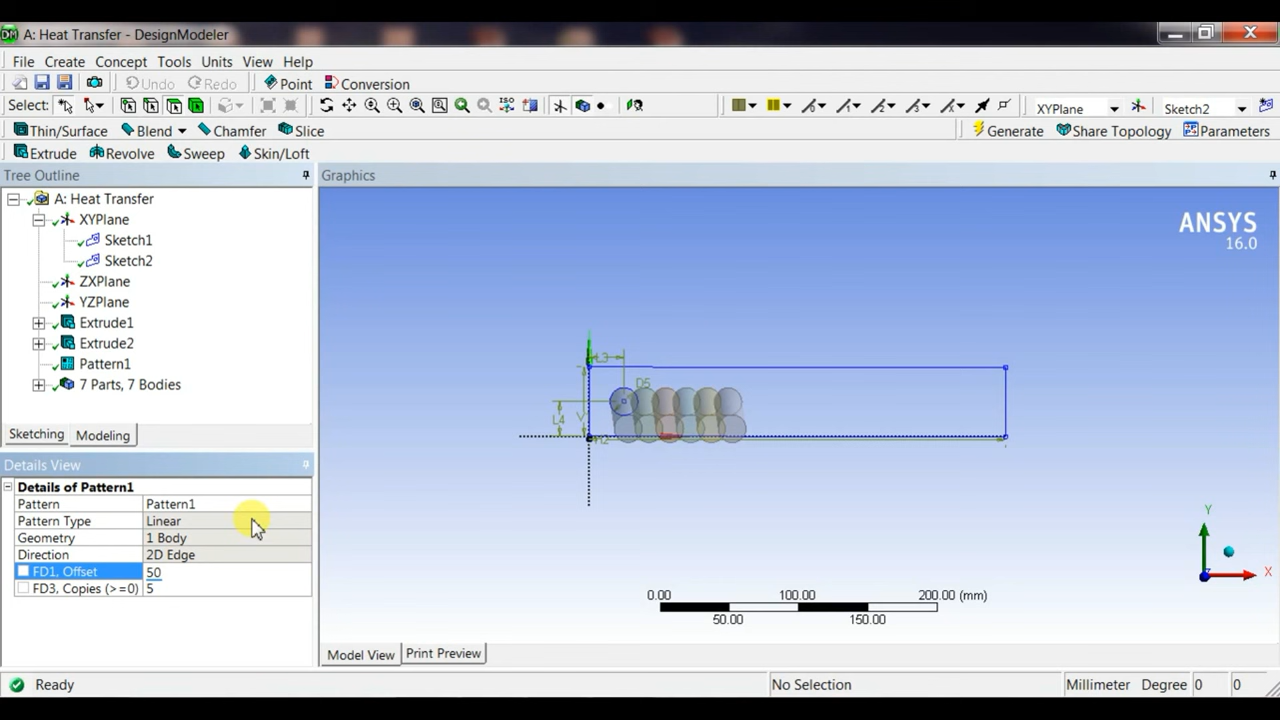 A: Heat Transfer - DesignModeler
File Create Concept Tools Units View Help
Undo Redo Point Conversion
Select: XYPlane Sketch2
Thin/Surface Blend Chamfer Slice Generate Share Topology Parameters
Extrude Revolve Sweep Skin/Loft
Tree Outline
A: Heat Transfer
XYPlane
Sketch1
Sketch2
ZXPlane
YZPlane
Extrude1
Extrude2
Pattern1
7 Parts, 7 Bodies
Sketching Modeling
Details View
Details of Pattern1
Pattern Pattern1
Pattern Type Linear
Geometry 1 Body
Direction 2D Edge
FD1, Offset 50
FD3, Copies (>=0) 5
Graphics
ANSYS
16.0
L3
D5
L4
0.00 100.00 200.00 (mm)
50.00 150.00
Y
X
Model View Print Preview
Ready No Selection Millimeter Degree 0 0